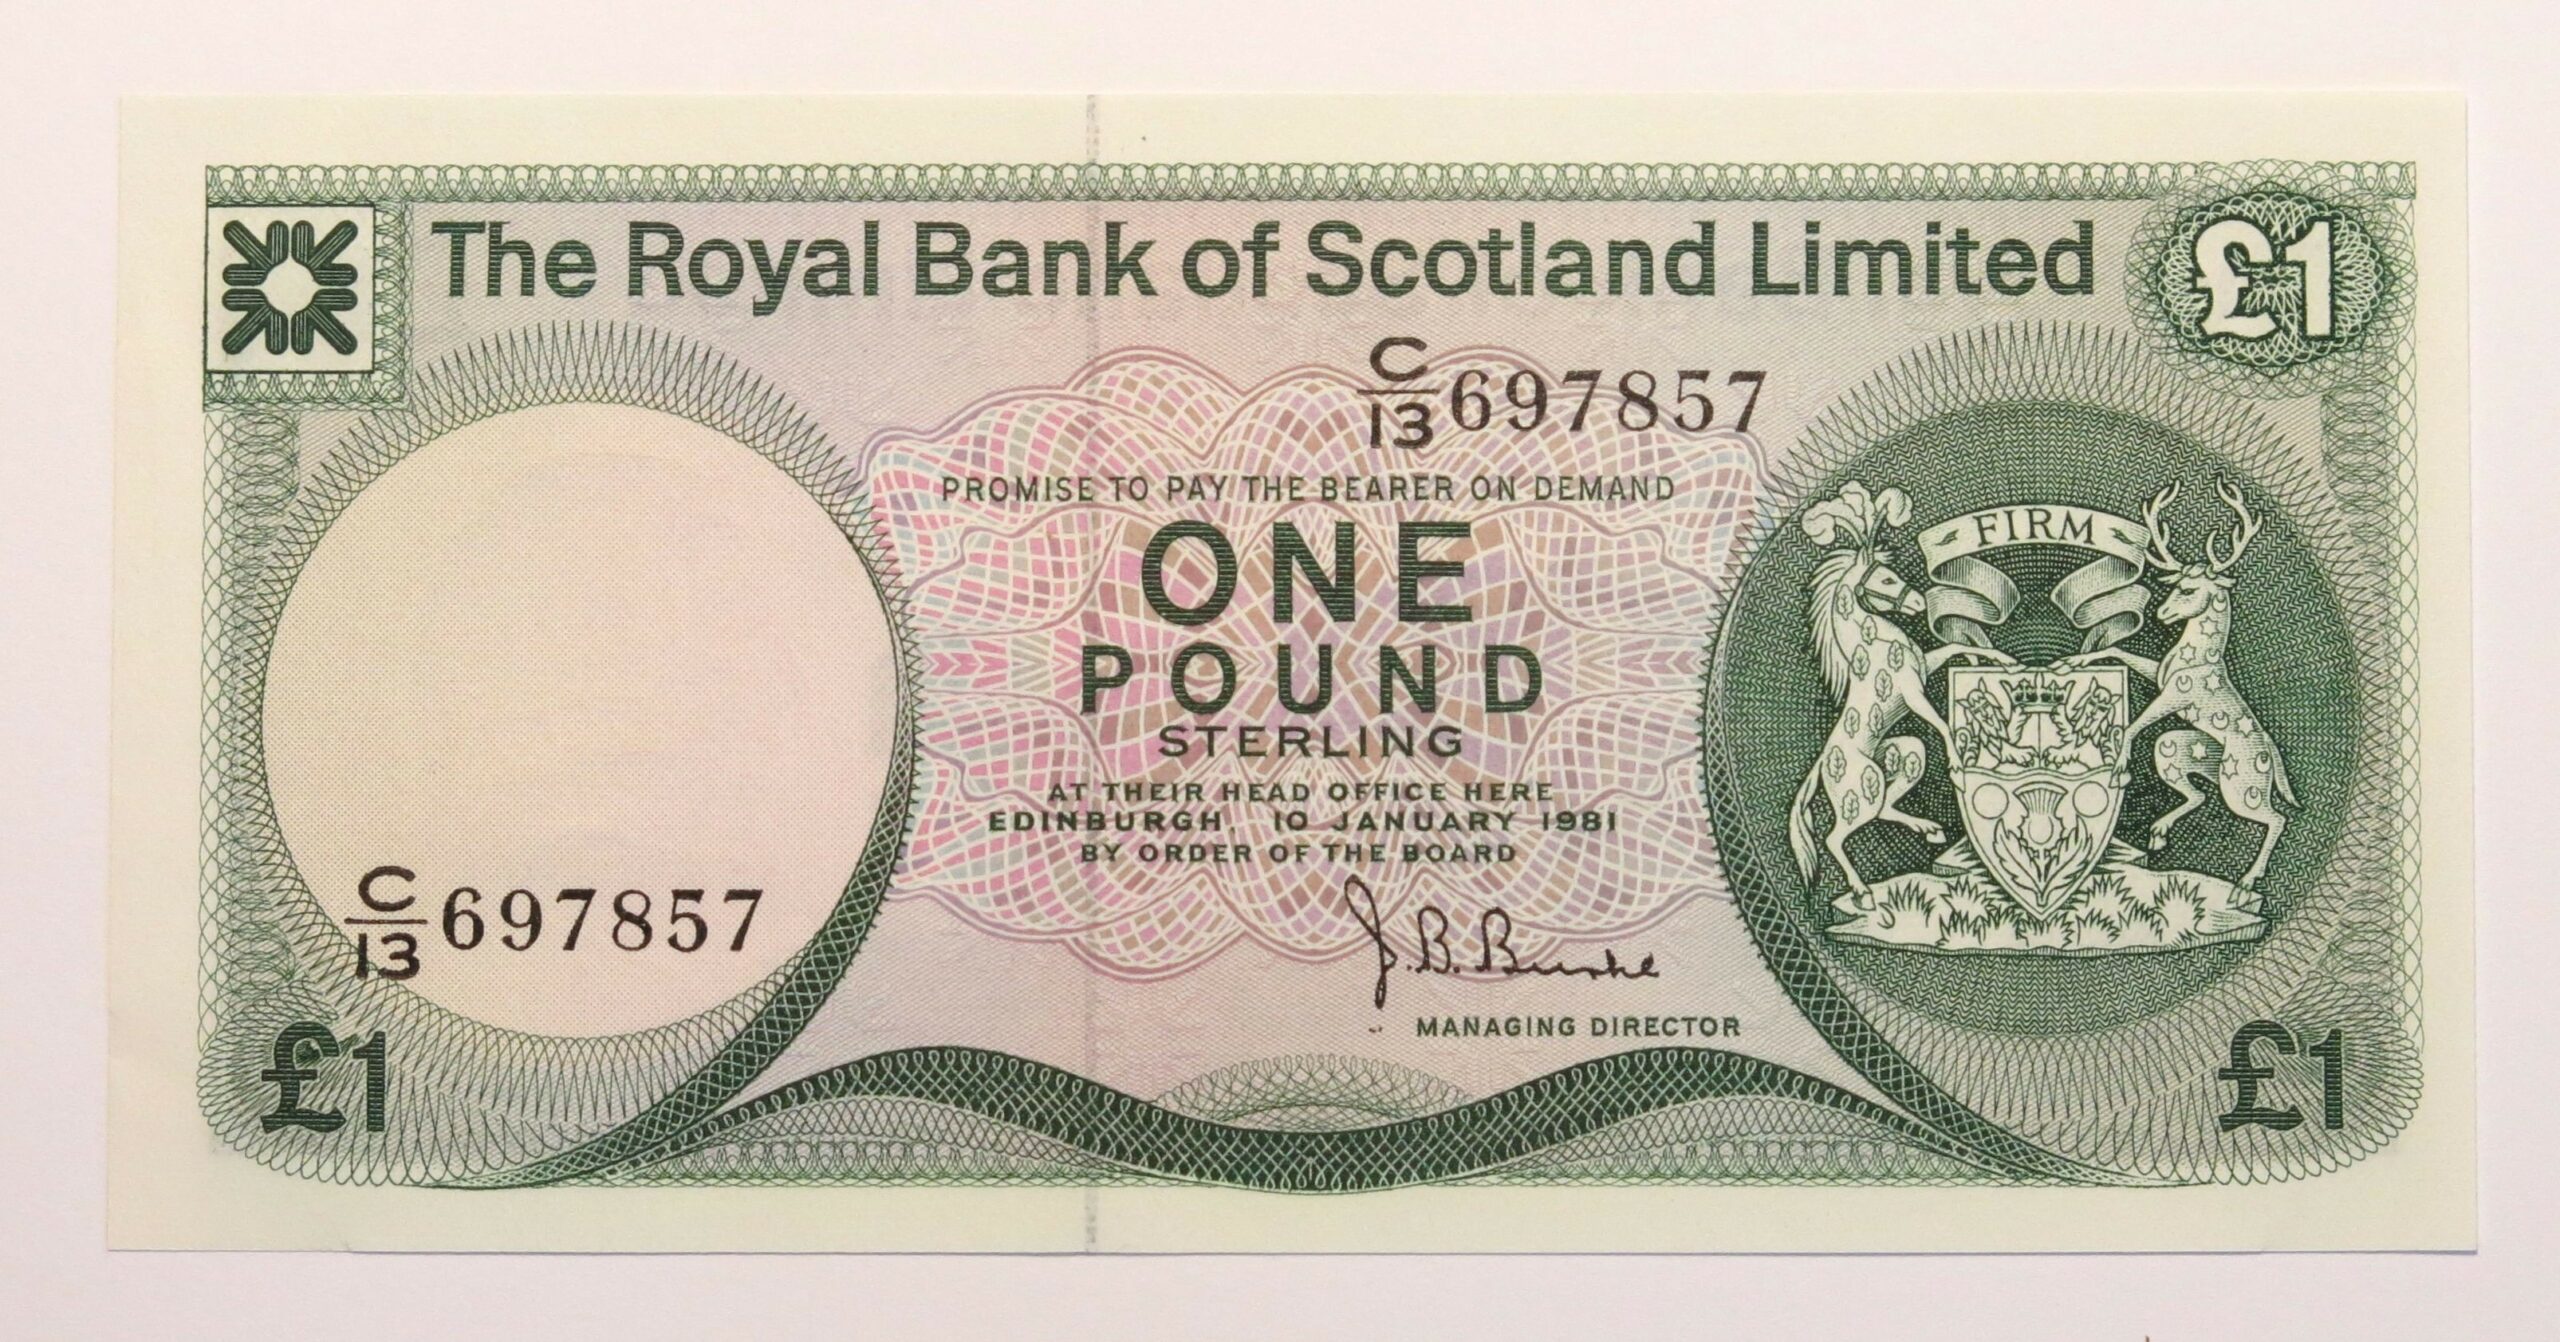 The Royal Bank of Scotland Limited
£1
C/13 697857
PROMISE TO PAY THE BEARER ON DEMAND
FIRM
ONE
POUND
STERLING
AT THEIR HEAD OFFICE HERE
EDINBURGH 10 JANUARY 1981
BY ORDER OF THE BOARD
C/13 697857
J. B. Burke
MANAGING DIRECTOR
£1
£1